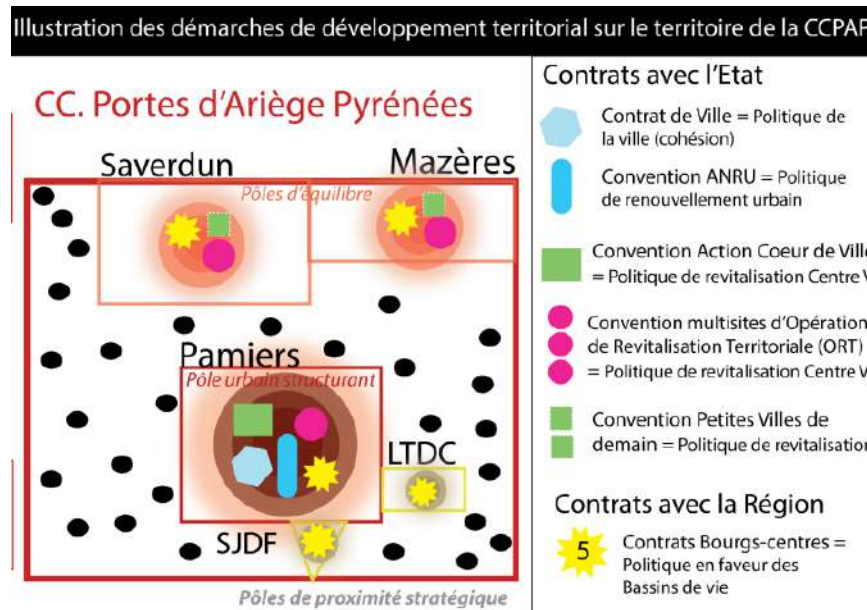 Illustration des démarches de développement territorial sur le territoire de la CCPAP
CC. Portes d'Ariège Pyrénées
Saverdun
Mazères
Pôles d'équilibre
Pamiers
Pôle urbain structurant
LTDC
SJDF
Pôles de proximité stratégique
Contrats avec l'Etat
Contrat de Ville = Politique de
la ville (cohésion)
Convention ANRU = Politique
de renouvellement urbain
Convention Action Coeur de Ville
= Politique de revitalisation Centre V
Convention multisites d'Opération
de Revitalisation Territoriale (ORT)
= Politique de revitalisation Centre V
Convention Petites Villes de
demain = Politique de revitalisation
Contrats avec la Région
5
Contrats Bourgs-centres =
Politique en faveur des
Bassins de vie